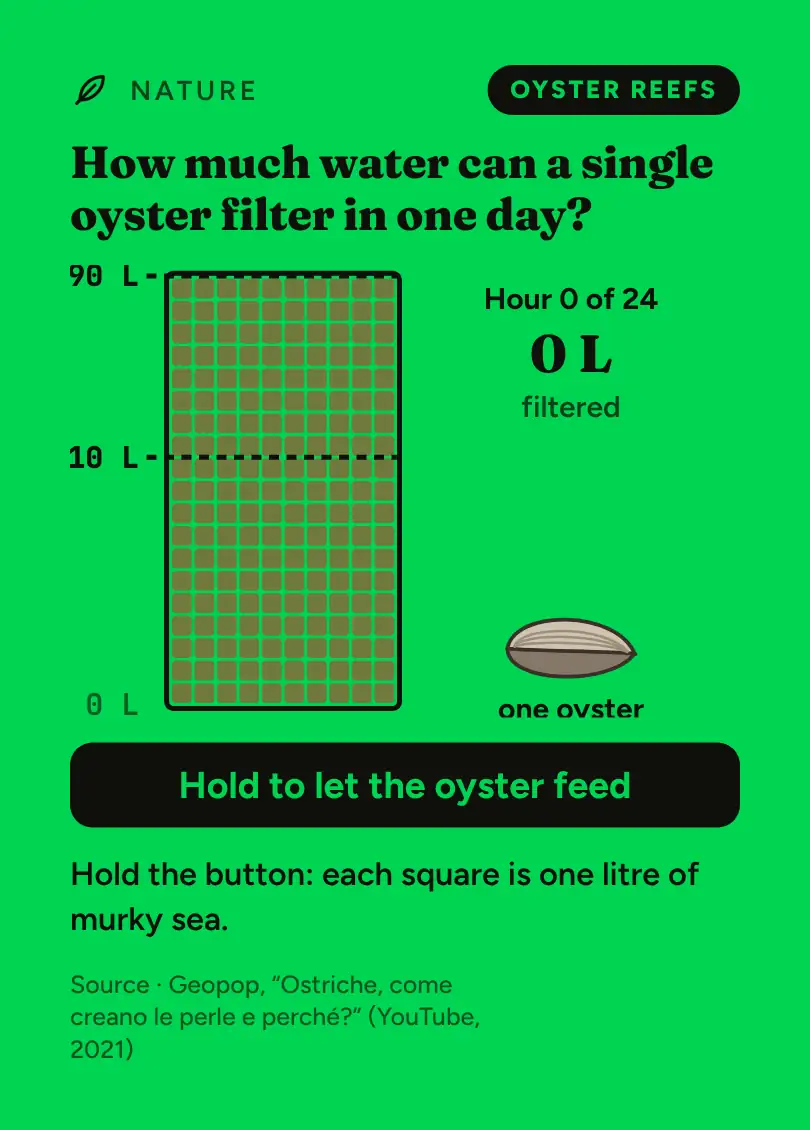 NATURE
OYSTER REEFS
How much water can a single
oyster filter in one day?
90 L
10 L
0 L
Hour 0 of 24
0 L
filtered
one oyster
Hold to let the oyster feed
Hold the button: each square is one litre of
murky sea.
Source · Geopop, “Ostriche, come
creano le perle e perché?” (YouTube,
2021)